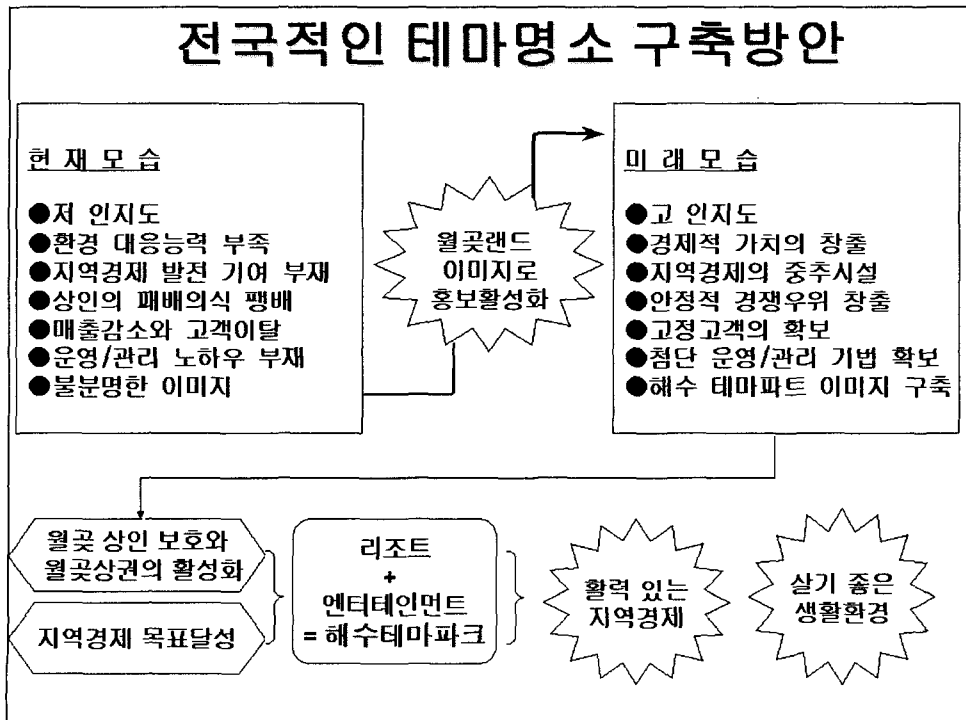 전국적인 테마명소 구축방안
현 재 모 습
●저 인지도
●환경 대응능력 부족
●지역경제 발전 기여 부재
●상인의 패배의식 팽배
●매출감소와 고객이탈
●운영/관리 노하우 부재
●불분명한 이미지
월곶랜드
이미지로
홍보활성화
미 래 모 습
●고 인지도
●경제적 가치의 창출
●지역경제의 중추시설
●안정적 경쟁우위 창출
●고정고객의 확보
●첨단 운영/관리 기법 확보
●해수 테마파트 이미지 구축
월곶 상인 보호와
월곶상권의 활성화
지역경제 목표달성
리조트
+
엔터테인먼트
= 해수테마파크
활력 있는
지역경제
살기 좋은
생활환경